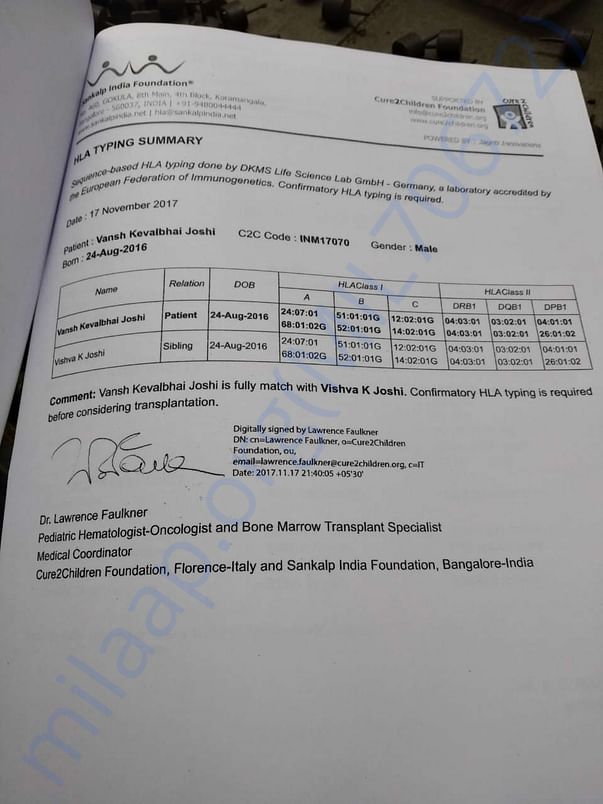 Sankalp India Foundation®
No. 460, GOKULA, 8th Main, 4th Block, Koramangala,
Bangalore - 560037, INDIA | +91-9480044444
www.sankalpindia.net | hla@sankalpindia.net
SUPPORTED BY
Cure2Children Foundation
info@cure2children.org
www.cure2children.org
CURE 2 CHILDREN
POWERED BY : Jagriti Innovations
HLA TYPING SUMMARY
Sequence-based HLA typing done by DKMS Life Science Lab GmbH - Germany, a laboratory accredited by
the European Federation of Immunogenetics. Confirmatory HLA typing is required.
Date : 17 November 2017
Patient : Vansh Kevalbhai Joshi C2C Code : INM17070 Gender : Male
Born : 24-Aug-2016
Name Relation DOB HLAClass I HLAClass II
A B C DRB1 DQB1 DPB1
Vansh Kevalbhai Joshi Patient 24-Aug-2016 24:07:01 51:01:01G 12:02:01G 04:03:01 03:02:01 04:01:01
68:01:02G 52:01:01G 14:02:01G 04:03:01 03:02:01 26:01:02
Vishva K Joshi Sibling 24-Aug-2016 24:07:01 51:01:01G 12:02:01G 04:03:01 03:02:01 04:01:01
68:01:02G 52:01:01G 14:02:01G 04:03:01 03:02:01 26:01:02
Comment: Vansh Kevalbhai Joshi is fully match with Vishva K Joshi. Confirmatory HLA typing is required
before considering transplantation.
Digitally signed by Lawrence Faulkner
DN: cn=Lawrence Faulkner, o=Cure2Children
Foundation, ou,
email=lawrence.faulkner@cure2children.org, c=IT
Date: 2017.11.17 21:40:05 +05'30'
Dr. Lawrence Faulkner
Pediatric Hematologist-Oncologist and Bone Marrow Transplant Specialist
Medical Coordinator
Cure2Children Foundation, Florence-Italy and Sankalp India Foundation, Bangalore-India